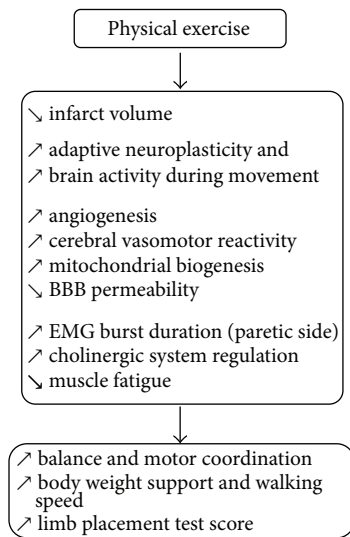 Physical exercise
↘ infarct volume
↗ adaptive neuroplasticity and
↗ brain activity during movement
↗ angiogenesis
↗ cerebral vasomotor reactivity
↗ mitochondrial biogenesis
↘ BBB permeability
↗ EMG burst duration (paretic side)
↗ cholinergic system regulation
↘ muscle fatigue
↗ balance and motor coordination
↗ body weight support and walking
speed
↗ limb placement test score